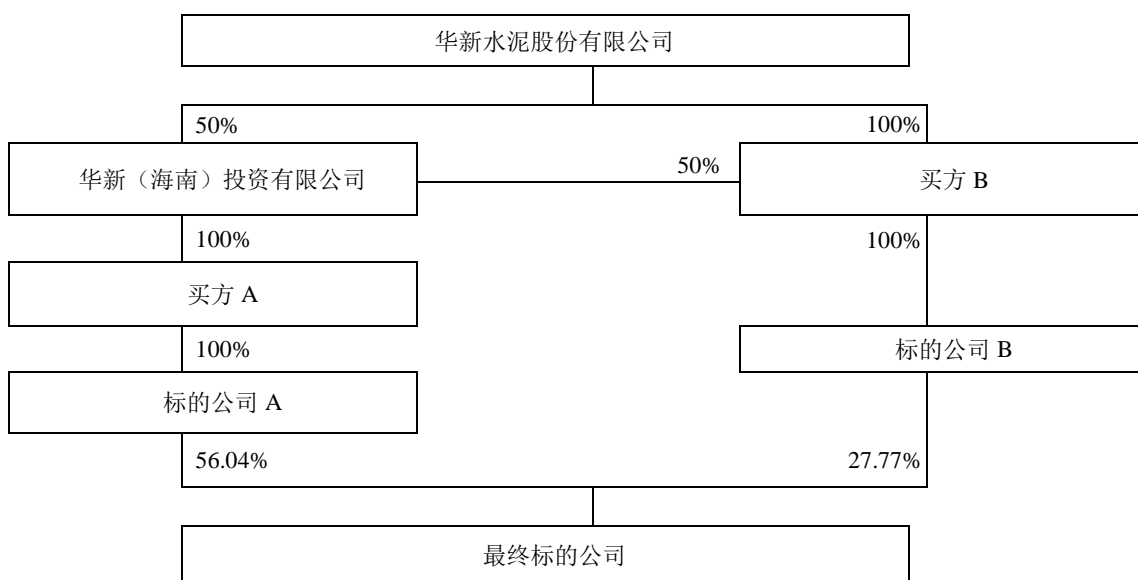 华新水泥股份有限公司
50%
100%
华新（海南）投资有限公司
50%
买方 B
100%
100%
买方 A
100%
标的公司 B
标的公司 A
56.04%
27.77%
最终标的公司